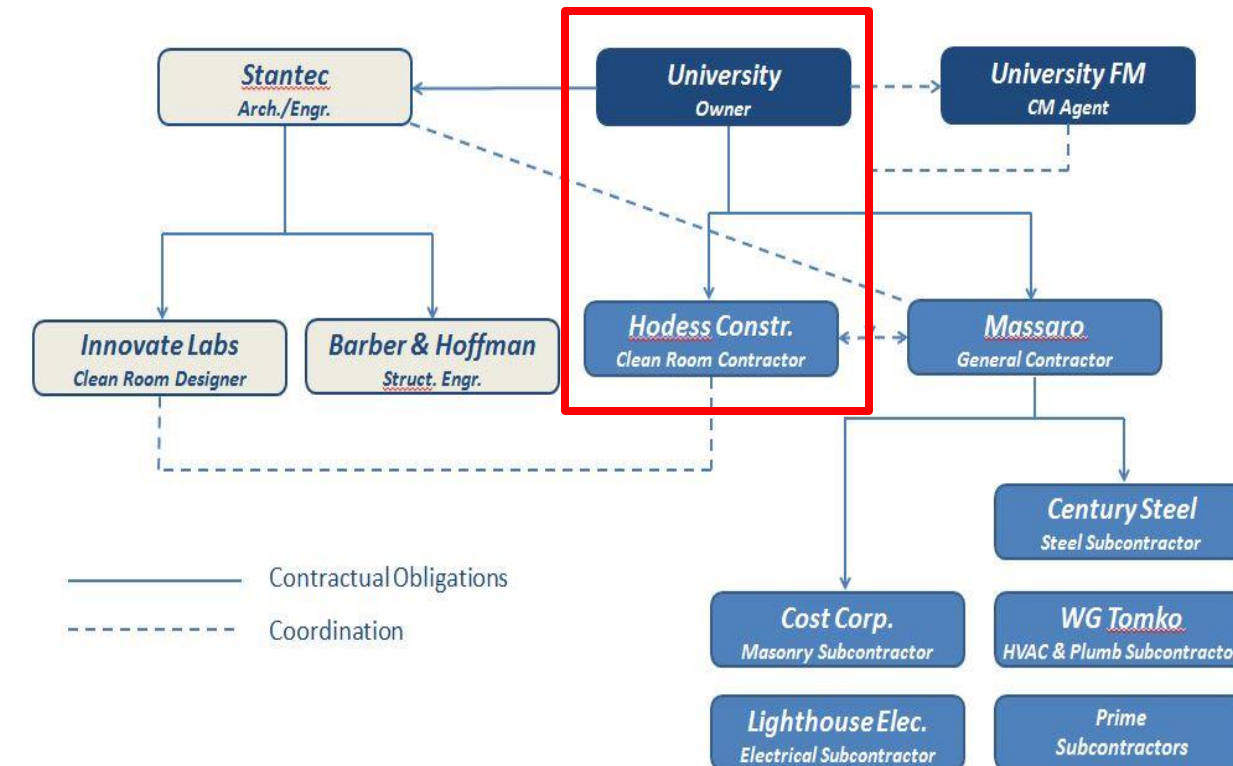 Stantec
Arch./Engr.
University
Owner
University FM
CM Agent
Innovate Labs
Clean Room Designer
Barber & Hoffman
Struct. Engr.
Hodess Constr.
Clean Room Contractor
Massaro
General Contractor
Century Steel
Steel Subcontractor
Contractual Obligations
Coordination
Cost Corp.
Masonry Subcontractor
WG Tomko
HVAC & Plumb Subcontracto
Lighthouse Elec.
Electrical Subcontractor
Prime
Subcontractors